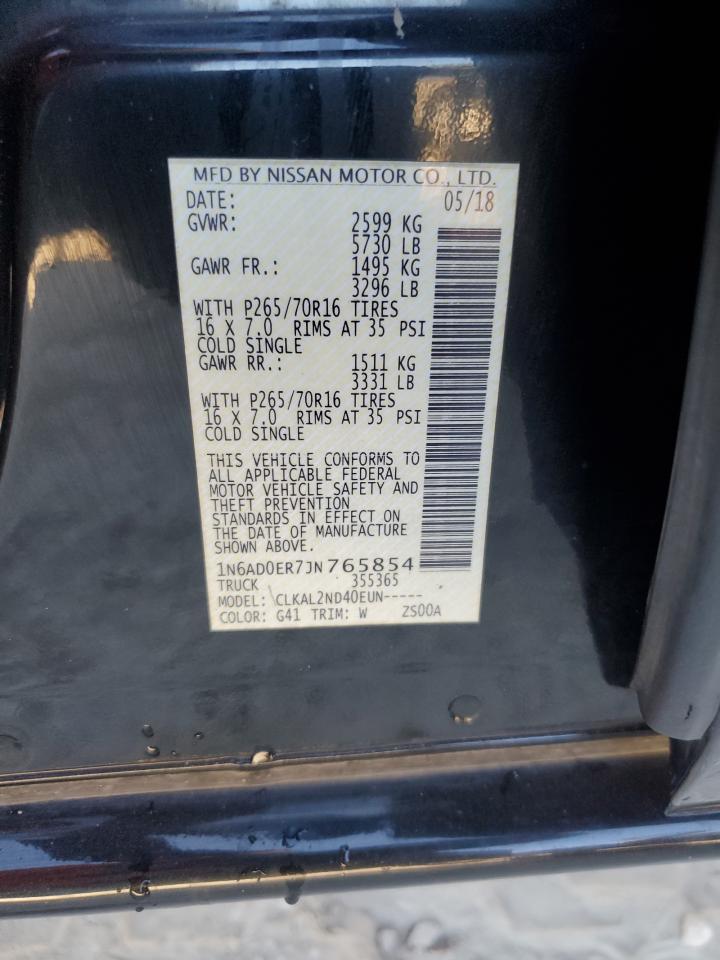 MFD BY NISSAN MOTOR CO., LTD.
DATE: 05/18
GVWR: 2599 KG
5730 LB
GAWR FR.: 1495 KG
3296 LB
WITH P265/70R16 TIRES
16 X 7.0 RIMS AT 35 PSI
COLD SINGLE
GAWR RR.: 1511 KG
3331 LB
WITH P265/70R16 TIRES
16 X 7.0 RIMS AT 35 PSI
COLD SINGLE
THIS VEHICLE CONFORMS TO
ALL APPLICABLE FEDERAL
MOTOR VEHICLE SAFETY AND
THEFT PREVENTION
STANDARDS IN EFFECT ON
THE DATE OF MANUFACTURE
SHOWN ABOVE.
1N6AD0ER7JN765854
TRUCK 355365
MODEL: CLKAL2ND40EUN-----
COLOR: G41 TRIM: W ZS00A